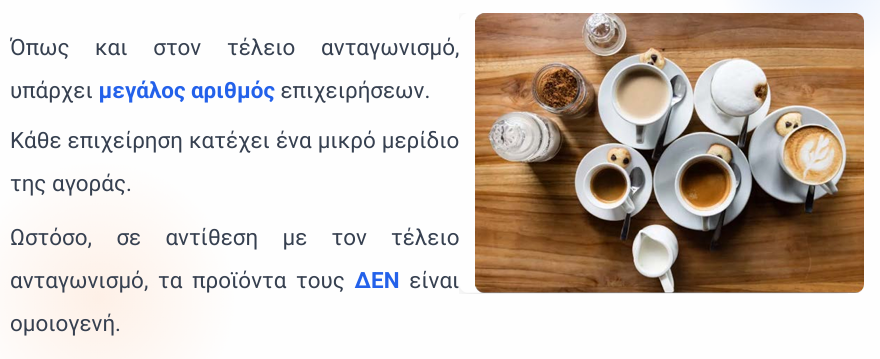 Όπως και στον τέλειο ανταγωνισμό,
υπάρχει μεγάλος αριθμός επιχειρήσεων.
Κάθε επιχείρηση κατέχει ένα μικρό μερίδιο
της αγοράς.
Ωστόσο, σε αντίθεση με τον τέλειο
ανταγωνισμό, τα προϊόντα τους ΔΕΝ είναι
ομοιογενή.